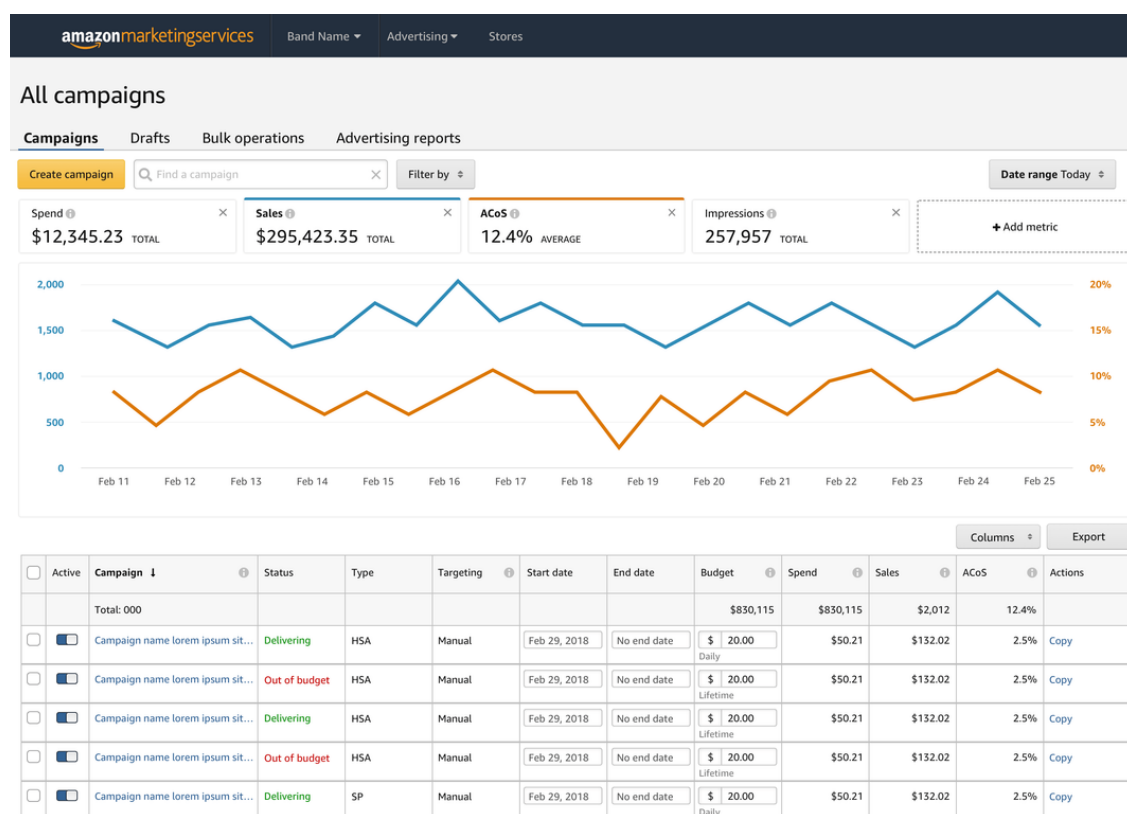 amazonmarketingservices Band Name Advertising Stores
All campaigns
Campaigns Drafts Bulk operations Advertising reports
Create campaign Find a campaign Filter by Date range Today
Spend Sales ACoS Impressions
$12,345.23 TOTAL $295,423.35 TOTAL 12.4% AVERAGE 257,957 TOTAL + Add metric
2,000 20%
1,500 15%
1,000 10%
500 5%
0 0%
Feb 11 Feb 12 Feb 13 Feb 14 Feb 15 Feb 16 Feb 17 Feb 18 Feb 19 Feb 20 Feb 21 Feb 22 Feb 23 Feb 24 Feb 25
Columns Export
Active Campaign ↓ Status Type Targeting Start date End date Budget Spend Sales ACoS Actions
Total: 000 $830,115 $830,115 $2,012 12.4%
Campaign name lorem ipsum sit... Delivering HSA Manual Feb 29, 2018 No end date $ 20.00 $50.21 $132.02 2.5% Copy
Daily
Campaign name lorem ipsum sit... Out of budget HSA Manual Feb 29, 2018 No end date $ 20.00 $50.21 $132.02 2.5% Copy
Lifetime
Campaign name lorem ipsum sit... Delivering HSA Manual Feb 29, 2018 No end date $ 20.00 $50.21 $132.02 2.5% Copy
Lifetime
Campaign name lorem ipsum sit... Out of budget HSA Manual Feb 29, 2018 No end date $ 20.00 $50.21 $132.02 2.5% Copy
Lifetime
Campaign name lorem ipsum sit... Delivering SP Manual Feb 29, 2018 No end date $ 20.00 $50.21 $132.02 2.5% Copy
Daily